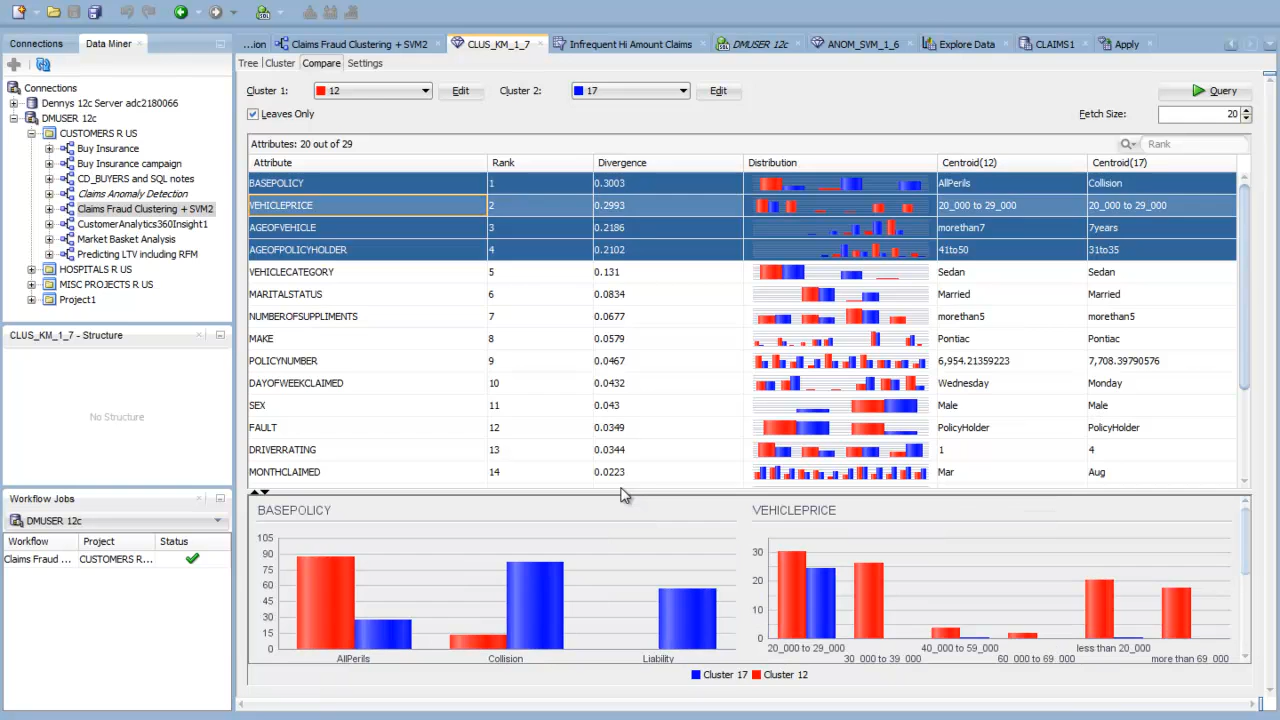 Connections
Data Miner
...ion
Claims Fraud Clustering + SVM2
CLUS_KM_1_7
Infrequent Hi Amount Claims
DMUSER 12c
ANOM_SVM_1_6
Explore Data
CLAIMS1
Apply
Tree
Cluster
Compare
Settings
Connections
Dennys 12c Server adc2180066
DMUSER 12c
CUSTOMERS R US
Buy Insurance
Buy Insurance campaign
CD_BUYERS and SQL notes
Claims Anomaly Detection
Claims Fraud Clustering + SVM2
CustomerAnalytics360Insight1
Market Basket Analysis
Predicting LTV including RFM
HOSPITALS R US
MISC PROJECTS R US
Project1
CLUS_KM_1_7 - Structure
No Structure
Workflow Jobs
DMUSER 12c
Workflow Project Status
Claims Fraud ... CUSTOMERS R...
Cluster 1: 12 Edit Cluster 2: 17 Edit Query
Leaves Only Fetch Size: 20
Attributes: 20 out of 29 Rank
Attribute Rank Divergence Distribution Centroid(12) Centroid(17)
BASEPOLICY 1 0.3003 AllPerils Collision
VEHICLEPRICE 2 0.2993 20_000 to 29_000 20_000 to 29_000
AGEOFVEHICLE 3 0.2186 morethan7 7years
AGEOFPOLICYHOLDER 4 0.2102 41to50 31to35
VEHICLECATEGORY 5 0.131 Sedan Sedan
MARITALSTATUS 6 0.0834 Married Married
NUMBEROFSUPPLIMENTS 7 0.0677 morethan5 morethan5
MAKE 8 0.0579 Pontiac Pontiac
POLICYNUMBER 9 0.0467 6,954.21359223 7,708.39790576
DAYOFWEEKCLAIMED 10 0.0432 Wednesday Monday
SEX 11 0.043 Male Male
FAULT 12 0.0349 PolicyHolder PolicyHolder
DRIVERRATING 13 0.0344 1 4
MONTHCLAIMED 14 0.0223 Mar Aug
BASEPOLICY
105
90
75
60
45
30
15
0
AllPerils Collision Liability
VEHICLEPRICE
30
20
10
0
20_000 to 29_000 40_000 to 59_000 less than 20_000
30_000 to 39_000 60_000 to 69_000 more than 69_000
Cluster 17 Cluster 12